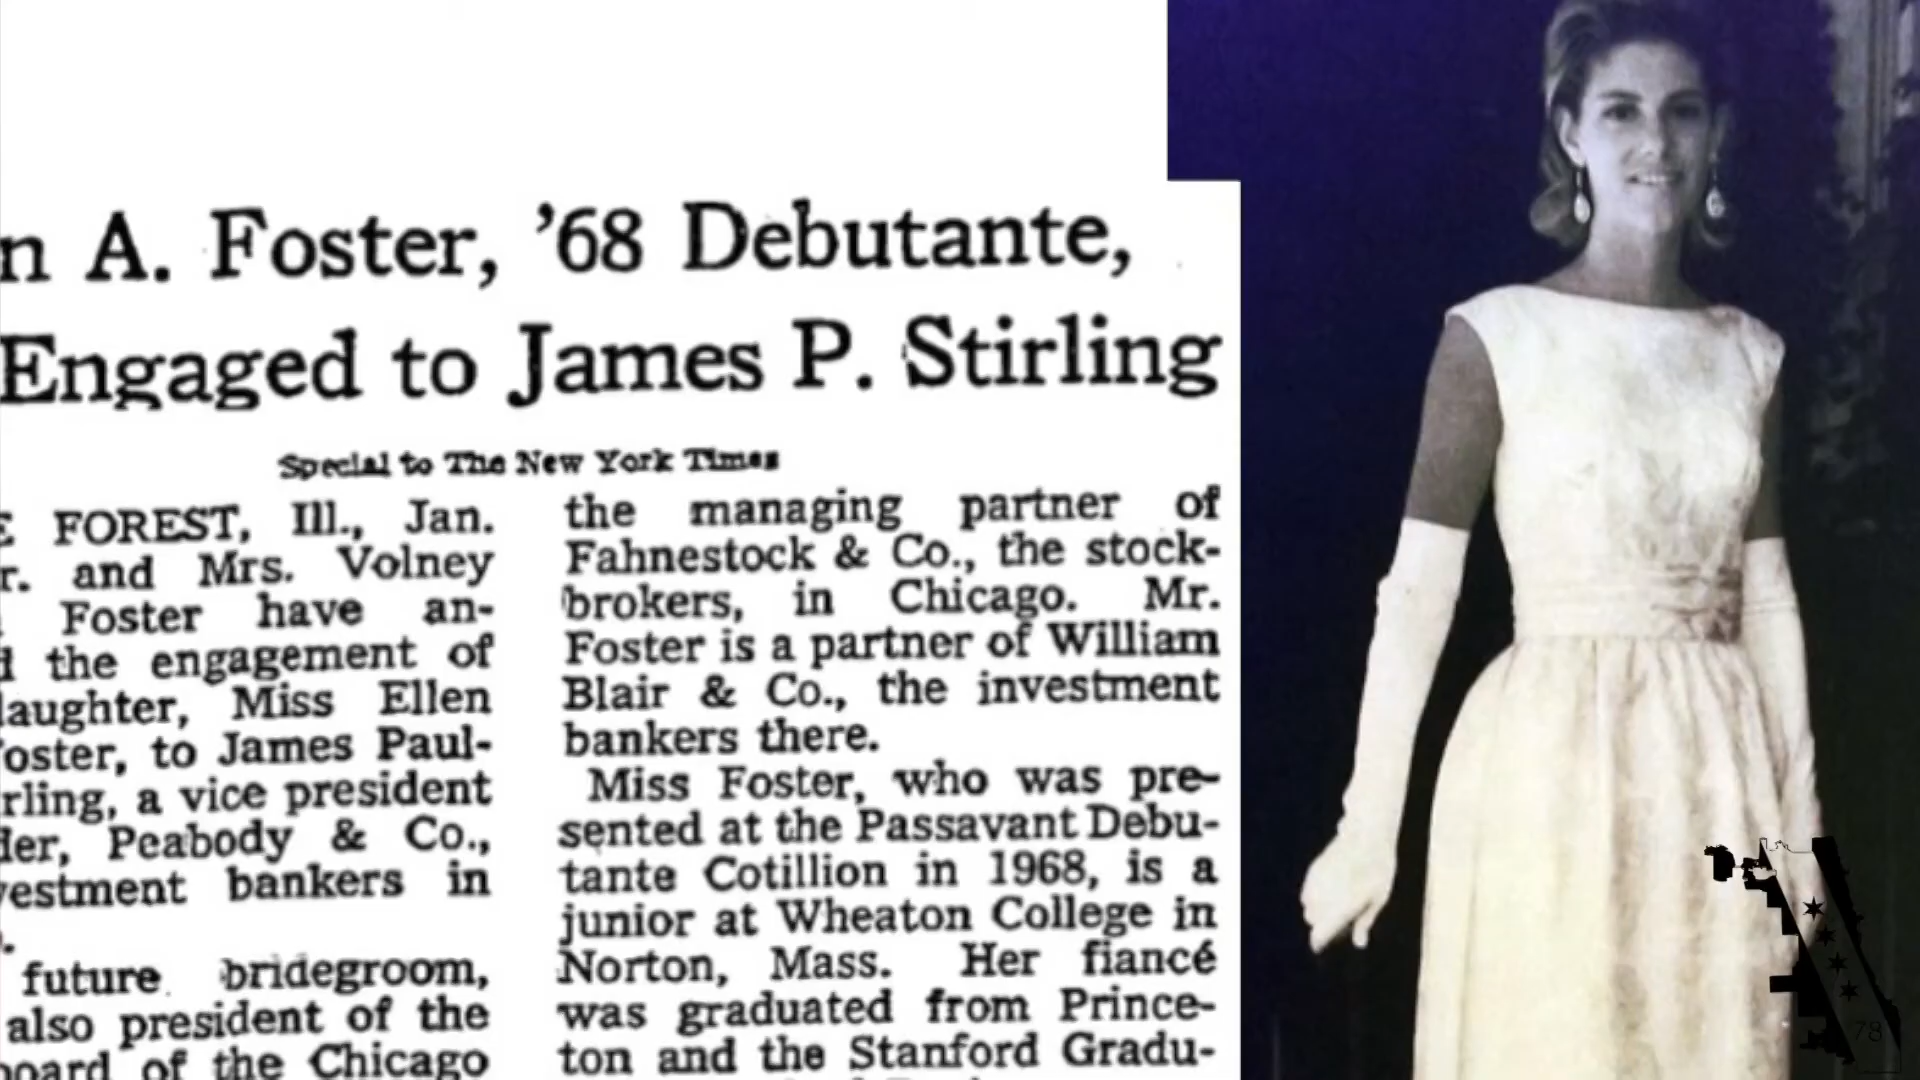 n A. Foster, ’68 Debutante,
Engaged to James P. Stirling
Special to The New York Times
E FOREST, Ill., Jan.
r. and Mrs. Volney
Foster have an-
d the engagement of
laughter, Miss Ellen
Foster, to James Paul-
rling, a vice president
der, Peabody & Co.,
vestment bankers in
future bridegroom,
also president of the
board of the Chicago
the managing partner of
Fahnestock & Co., the stock-
brokers, in Chicago. Mr.
Foster is a partner of William
Blair & Co., the investment
bankers there.
Miss Foster, who was pre-
sented at the Passavant Debu-
tante Cotillion in 1968, is a
junior at Wheaton College in
Norton, Mass. Her fiancé
was graduated from Prince-
ton and the Stanford Gradu-
78